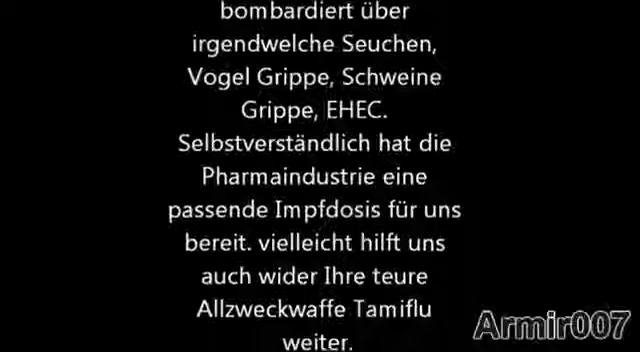 bombardiert über
irgendwelche Seuchen,
Vogel Grippe, Schweine
Grippe, EHEC.
Selbstverständlich hat die
Pharmaindustrie eine
passende Impfdosis für uns
bereit. vielleicht hilft uns
auch wider Ihre teure
Allzweckwaffe Tamiflu
weiter.
Armir007